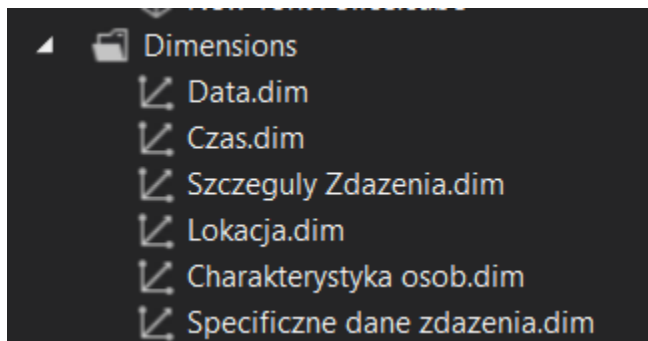 Dimensions
Data.dim
Czas.dim
Szczeguly Zdazenia.dim
Lokacja.dim
Charakterystyka osob.dim
Specificzne dane zdazenia.dim